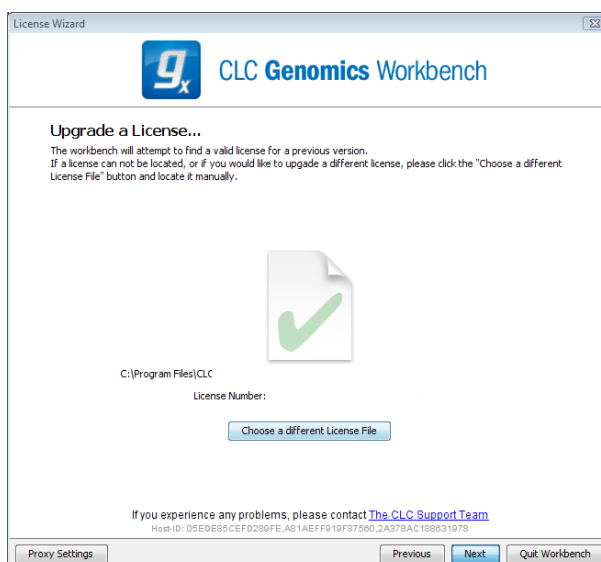 License Wizard
gx CLC Genomics Workbench
Upgrade a License...
The workbench will attempt to find a valid license for a previous version.
If a license can not be located, or if you would like to upgade a different license, please click the "Choose a different
License File" button and locate it manually.
C:\Program Files\CLC
License Number:
Choose a different License File
If you experience any problems, please contact The CLC Support Team
Host-ID: 05EDE85CEFD289FE,A81AEFF919F87560,2A378AC188631978
Proxy Settings Previous Next Quit Workbench